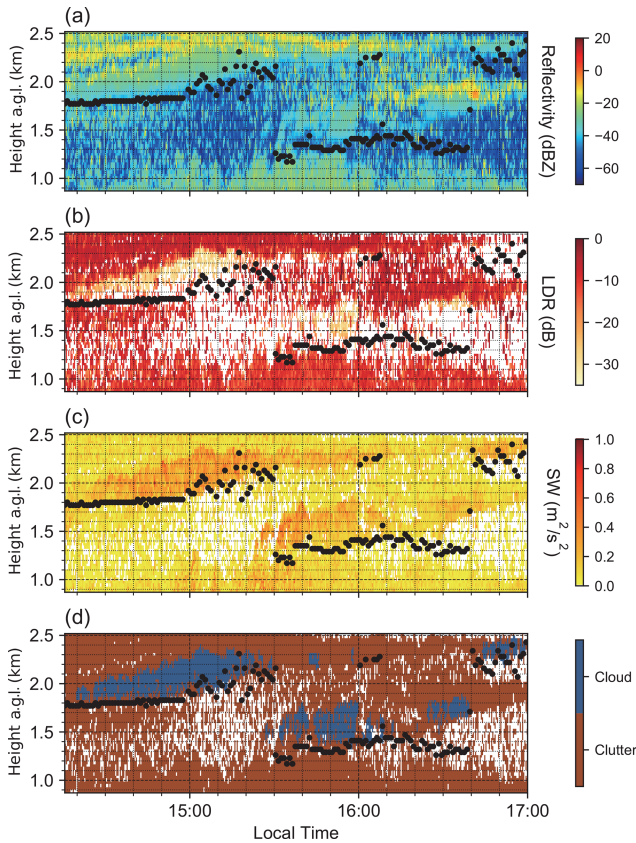 (a)
2.5
2.0
1.5
1.0
Height a.g.l. (km)
20
0
−20
−40
−60
Reflectivity (dBZ)
(b)
2.5
2.0
1.5
1.0
Height a.g.l. (km)
0
−10
−20
−30
LDR (dB)
(c)
2.5
2.0
1.5
1.0
Height a.g.l. (km)
1.0
0.8
0.6
0.4
0.2
0.0
SW (m²/s²)
(d)
2.5
2.0
1.5
1.0
Height a.g.l. (km)
Cloud
Clutter
15:00 16:00 17:00
Local Time